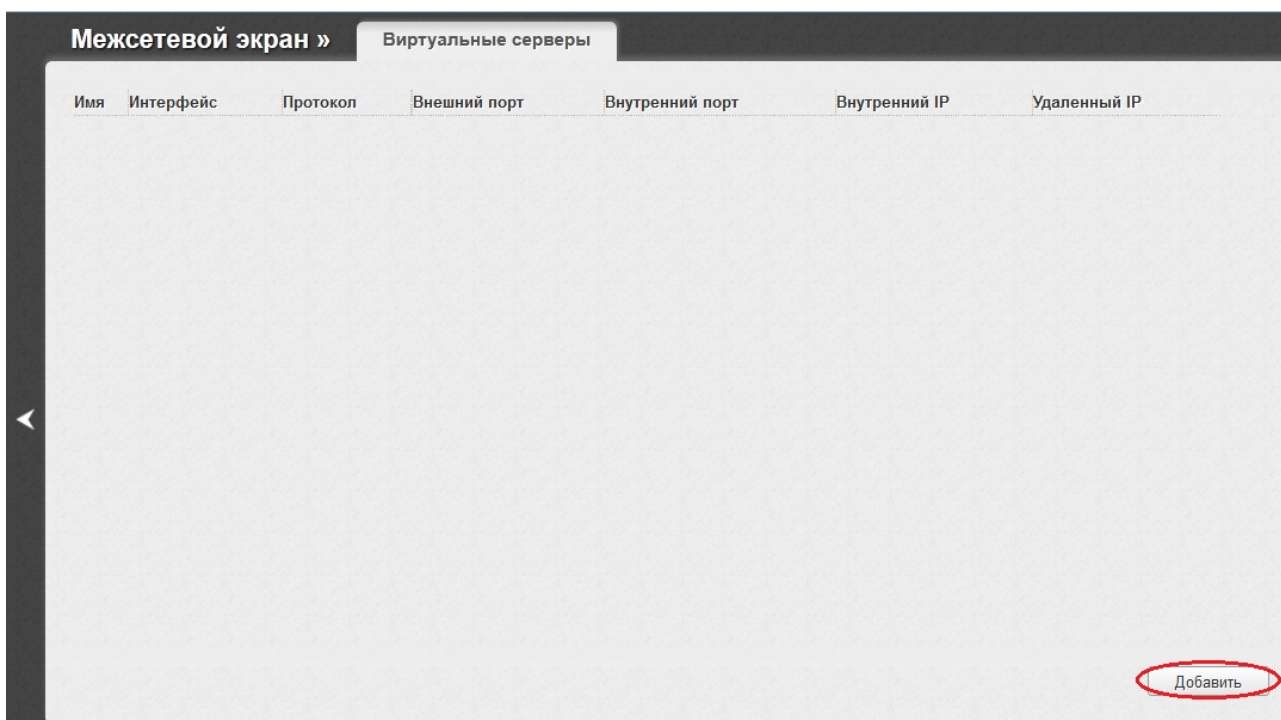 Межсетевой экран » Виртуальные серверы
Имя Интерфейс Протокол Внешний порт Внутренний порт Внутренний IP Удаленный IP
Добавить